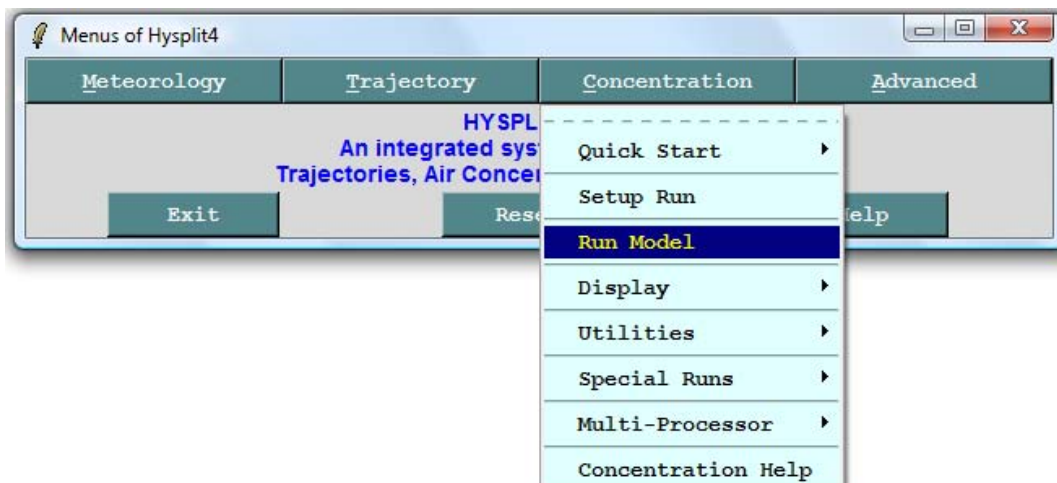 Menus of Hysplit4
Meteorology Trajectory Concentration Advanced
HYSPL
An integrated sys
Trajectories, Air Concer
Exit Rese elp
Quick Start
Setup Run
Run Model
Display
Utilities
Special Runs
Multi-Processor
Concentration Help